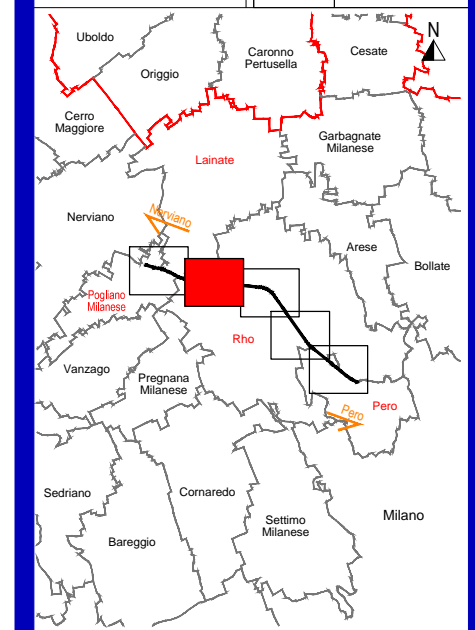 N
Uboldo
Origgio
Caronno
Pertusella
Cesate
Cerro
Maggiore
Garbagnate
Milanese
Lainate
Nerviano
Nerviano
Arese
Bollate
Pogliano
Milanese
Rho
Vanzago
Pregnana
Milanese
Pero
Pero
Sedriano
Cornaredo
Settimo
Milanese
Milano
Bareggio